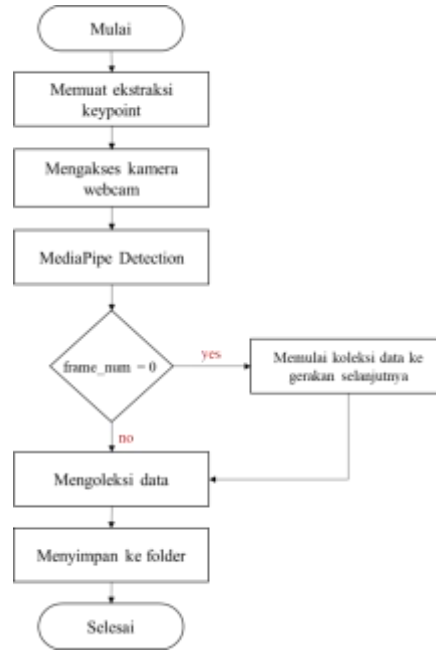 Mulai
Memuat ekstraksi
keypoint
Mengakses kamera
webcam
MediaPipe Detection
frame_num = 0
yes
Memulai koleksi data ke
gerakan selanjutnya
no
Mengoleksi data
Menyimpan ke folder
Selesai